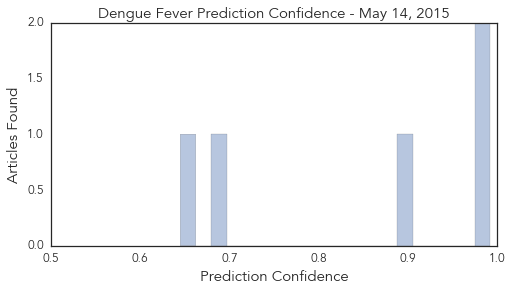 Dengue Fever Prediction Confidence - May 14, 2015
Articles Found
2.0
1.5
1.0
0.5
0.0
0.5 0.6 0.7 0.8 0.9 1.0
Prediction Confidence